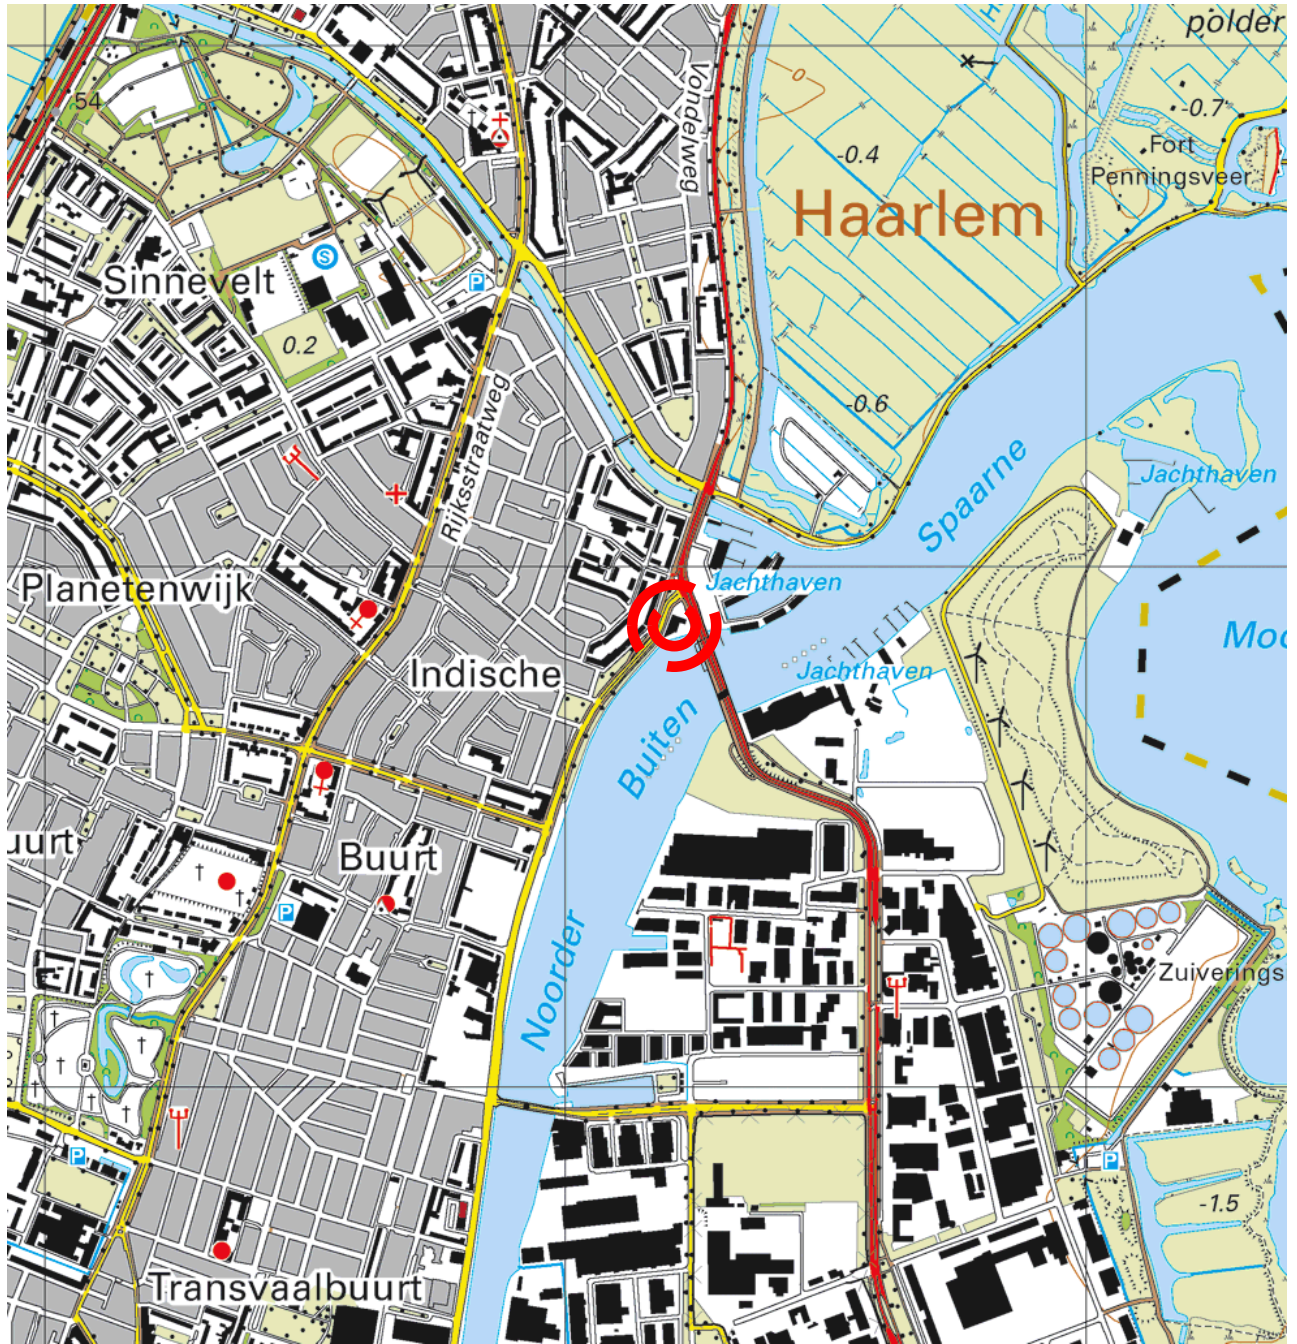 polder
H
54
Vondelweg
-0.7
Fort
Penningsveer
-0.4
Haarlem
S
Sinnevelt
P
0.2
-0.6
Rijksstraatweg
Spaarne
Jachthaven
Planetenwijk
Jachthaven
Moo
Indische
Jachthaven
Buiten
uurt
Buurt
P
Noorder
Zuiverings
P
P
-1.5
Transvaalbuurt